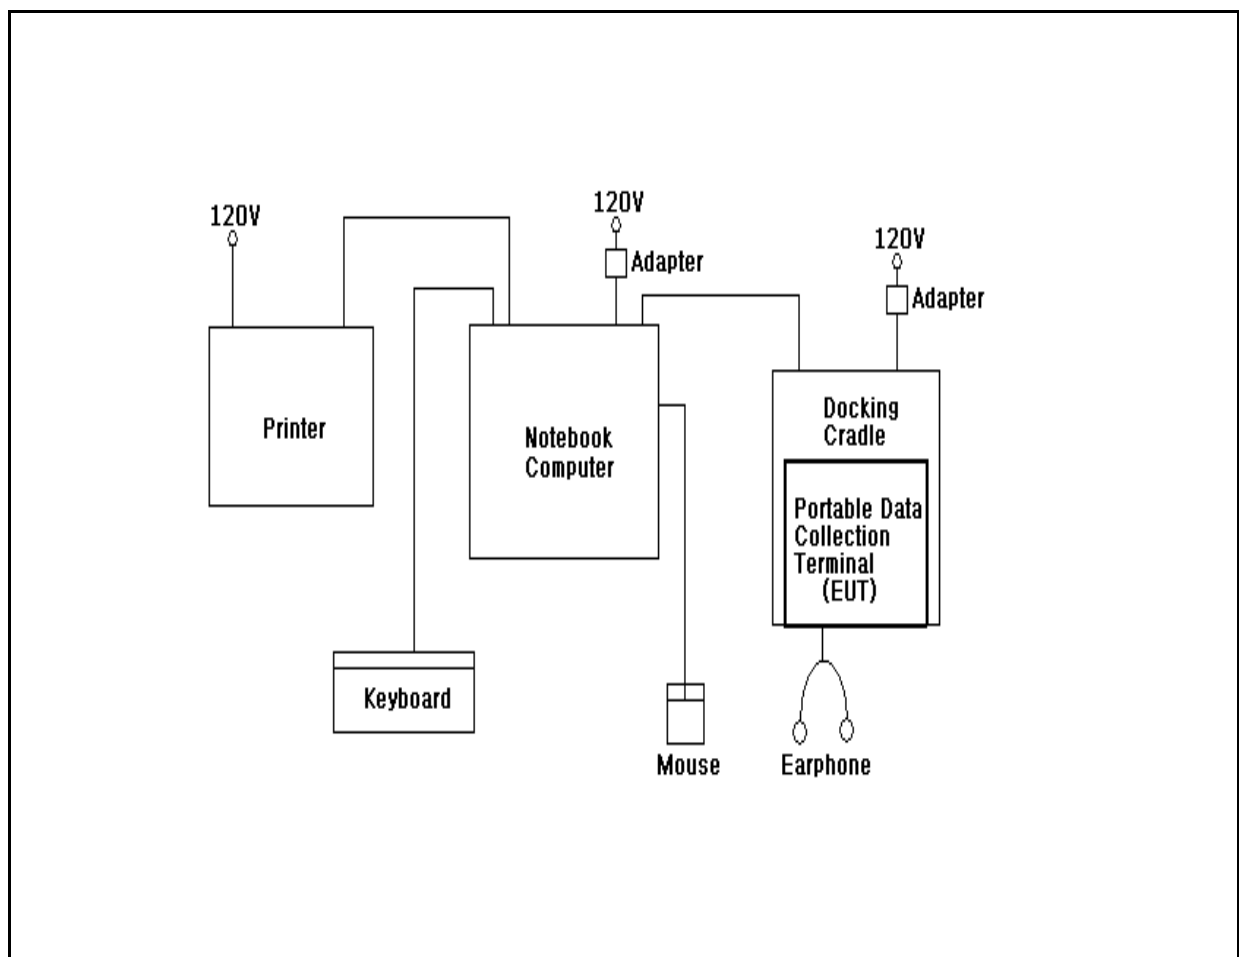 120V
120V
Adapter
120V
Adapter
Printer
Notebook
Computer
Docking
Cradle
Portable Data
Collection
Terminal
(EUT)
Keyboard
Mouse
Earphone